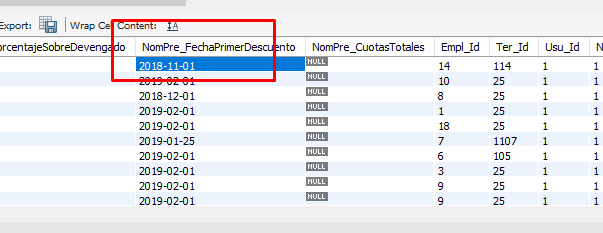 Export: Wrap Cell Content: IA
orcentajeSobreDevengado NomPre_FechaPrimerDescuento NomPre_CuotasTotales Empl_Id Ter_Id Usu_Id N
2018-11-01 NULL 14 114 1 1
2019-02-01 NULL 10 25 1 1
2018-12-01 NULL 8 25 1 1
2019-02-01 NULL 1 25 1 1
2019-02-01 NULL 18 25 1 1
2019-01-25 NULL 7 1107 1 1
2019-02-01 NULL 6 105 1 1
2019-02-01 NULL 3 25 1 1
2019-02-01 NULL 9 25 1 1
2019-02-01 NULL 9 25 1 1